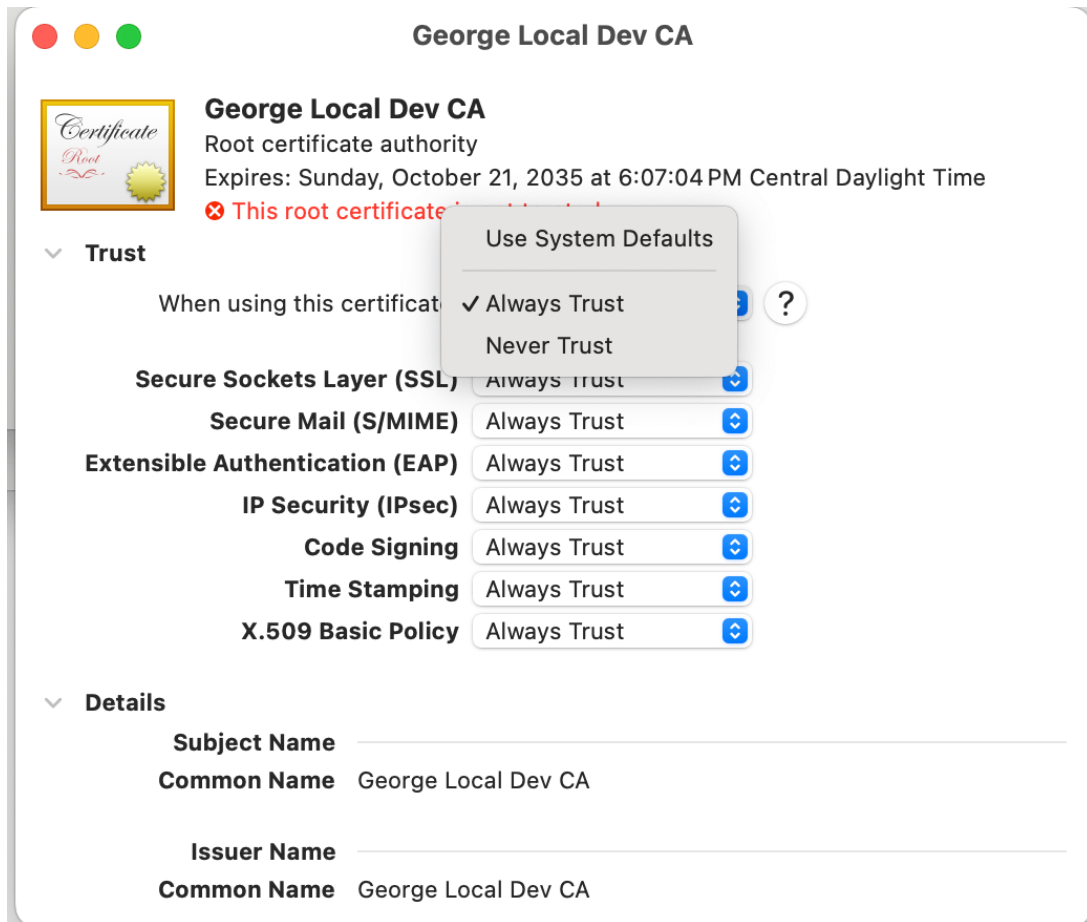 George Local Dev CA
Certificate
Root
George Local Dev CA
Root certificate authority
Expires: Sunday, October 21, 2035 at 6:07:04 PM Central Daylight Time
This root certificate
Use System Defaults
Trust
When using this certificat
✓ Always Trust
?
Never Trust
Secure Sockets Layer (SSL) Always Trust
Secure Mail (S/MIME) Always Trust
Extensible Authentication (EAP) Always Trust
IP Security (IPsec) Always Trust
Code Signing Always Trust
Time Stamping Always Trust
X.509 Basic Policy Always Trust
Details
Subject Name
Common Name George Local Dev CA
Issuer Name
Common Name George Local Dev CA